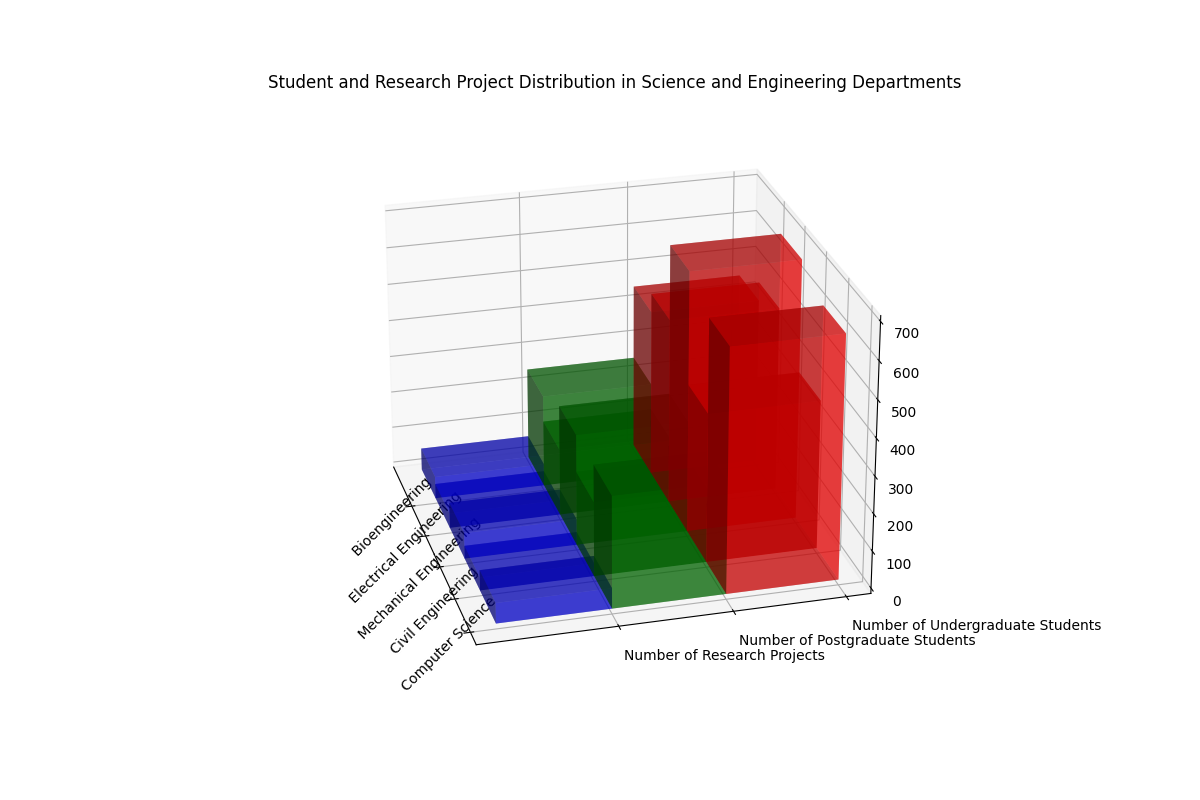 Student and Research Project Distribution in Science and Engineering Departments
700
600
500
400
300
200
100
0
Bioengineering
Electrical Engineering
Mechanical Engineering
Civil Engineering
Computer Science
Number of Undergraduate Students
Number of Postgraduate Students
Number of Research Projects